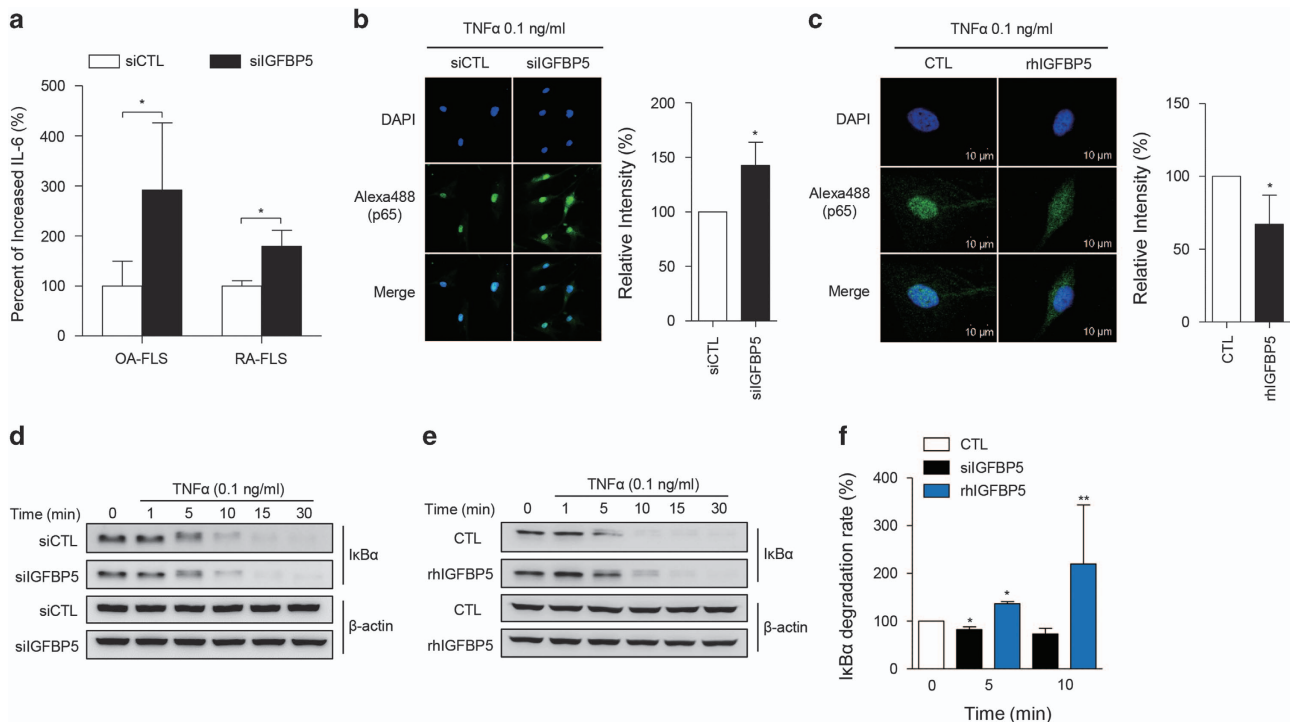 a
siCTL siIGFBP5
Percent of Increased IL-6 (%)
500
400
300
200
100
0
*
*
OA-FLS RA-FLS
b
TNFα 0.1 ng/ml
siCTL siIGFBP5
DAPI
Alexa488
(p65)
Merge
Relative Intensity (%)
200
150
100
50
0
*
siCTL
siIGFBP5
c
TNFα 0.1 ng/ml
CTL rhIGFBP5
DAPI
10 μm 10 μm
Alexa488
(p65)
10 μm 10 μm
Merge
10 μm 10 μm
Relative Intensity (%)
150
100
50
0
*
CTL
rhIGFBP5
d
TNFα (0.1 ng/ml)
Time (min) 0 1 5 10 15 30
siCTL
IκBα
siIGFBP5
siCTL
β-actin
siIGFBP5
e
TNFα (0.1 ng/ml)
Time (min) 0 1 5 10 15 30
CTL
IκBα
rhIGFBP5
CTL
β-actin
rhIGFBP5
f
CTL
siIGFBP5
rhIGFBP5
IκBα degradation rate (%)
400
300
200
100
0
*
*
**
0 5 10
Time (min)